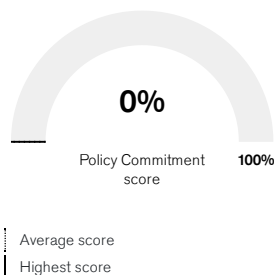 0%
Policy Commitment
score
100%
Average score
Highest score